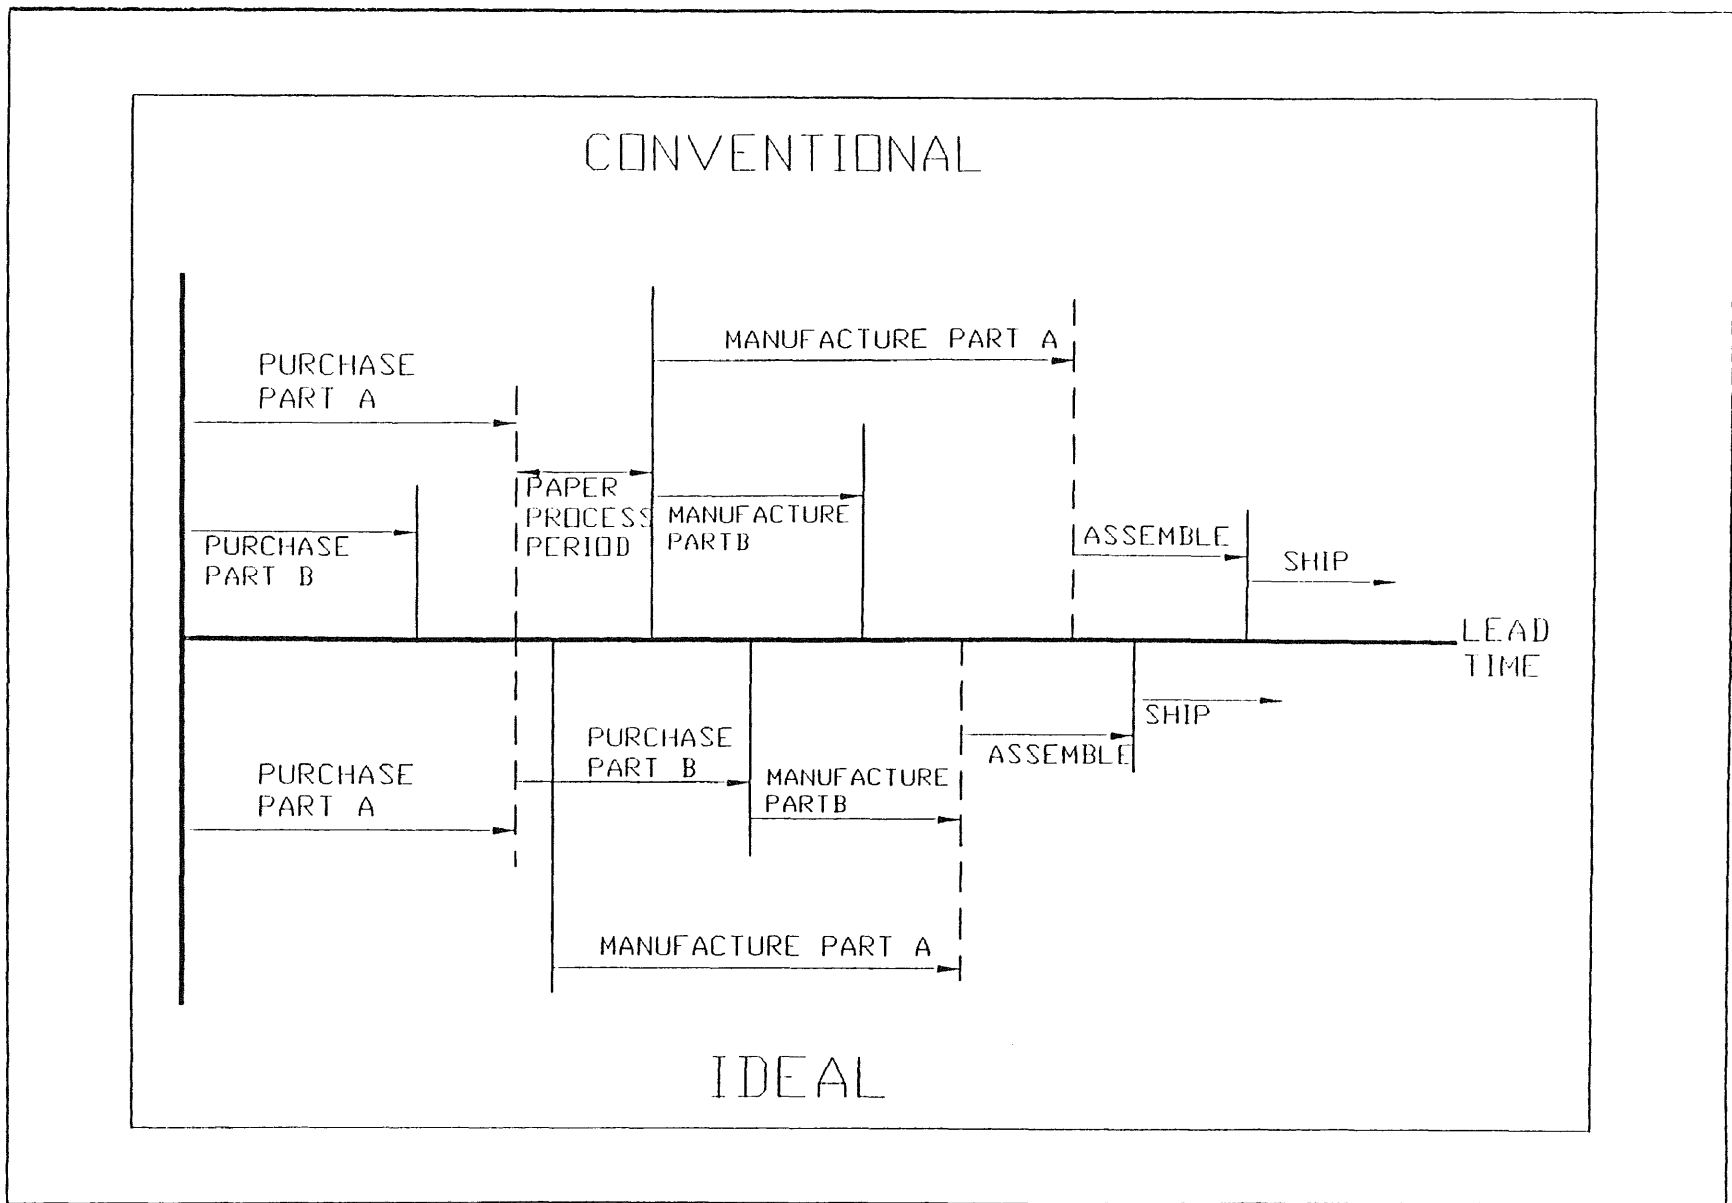 CONVENTIONAL
MANUFACTURE PART A
PURCHASE
PART A
PAPER
PROCESS
PERIOD
MANUFACTURE
PARTB
PURCHASE
PART B
ASSEMBLE
SHIP
LEAD
TIME
SHIP
ASSEMBLE
PURCHASE
PART B
PURCHASE
PART A
MANUFACTURE
PARTB
MANUFACTURE PART A
IDEAL